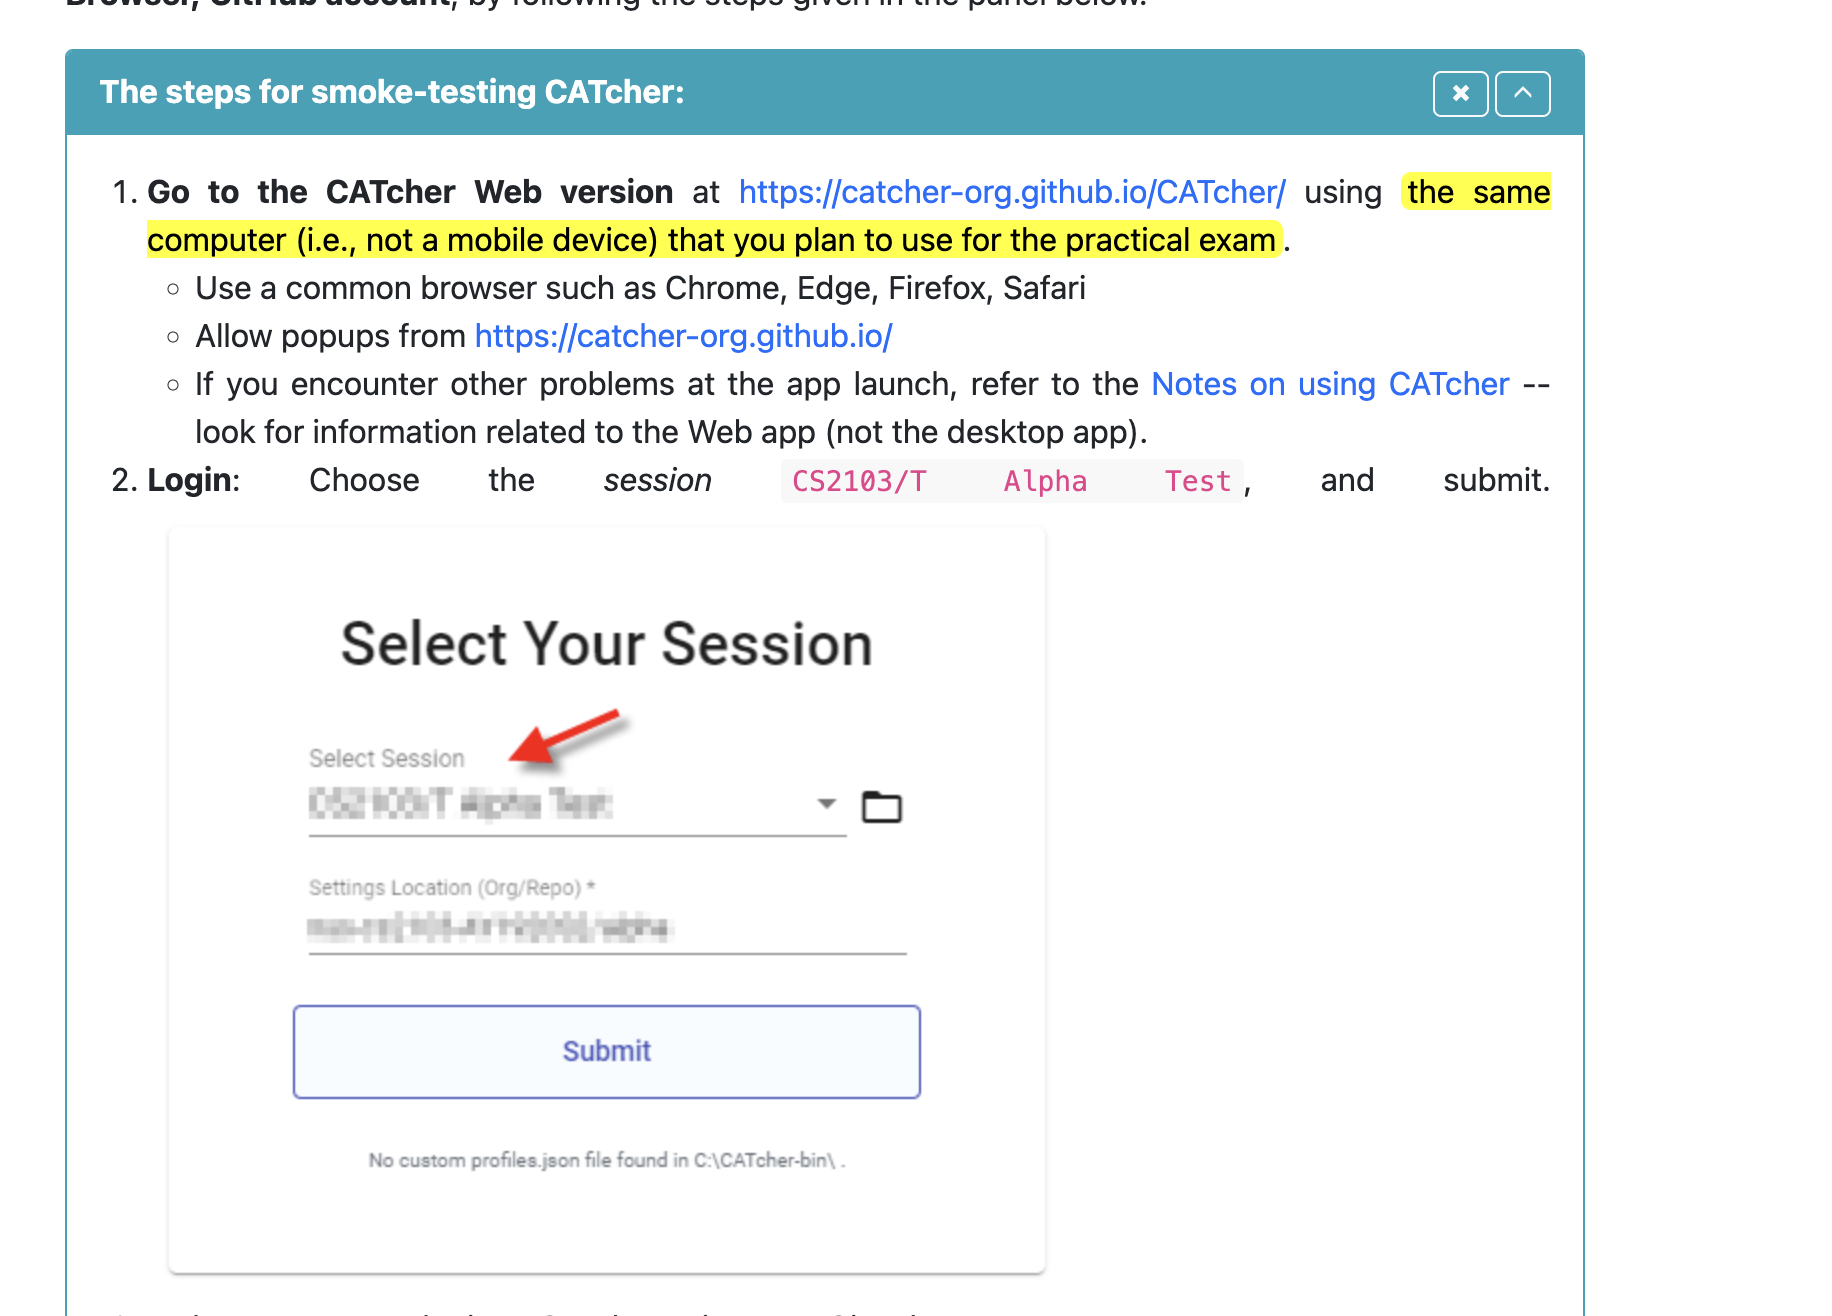 Browser, GitHub account, by following the steps given in the panel below.
The steps for smoke-testing CATcher:
1. Go to the CATcher Web version at https://catcher-org.github.io/CATcher/ using the same
computer (i.e., not a mobile device) that you plan to use for the practical exam.
Use a common browser such as Chrome, Edge, Firefox, Safari
Allow popups from https://catcher-org.github.io/
If you encounter other problems at the app launch, refer to the Notes on using CATcher --
look for information related to the Web app (not the desktop app).
2. Login: Choose the session CS2103/T Alpha Test, and submit.
Select Your Session
Select Session
Settings Location (Org/Repo) *
Submit
No custom profiles.json file found in C:\CATcher-bin\ .